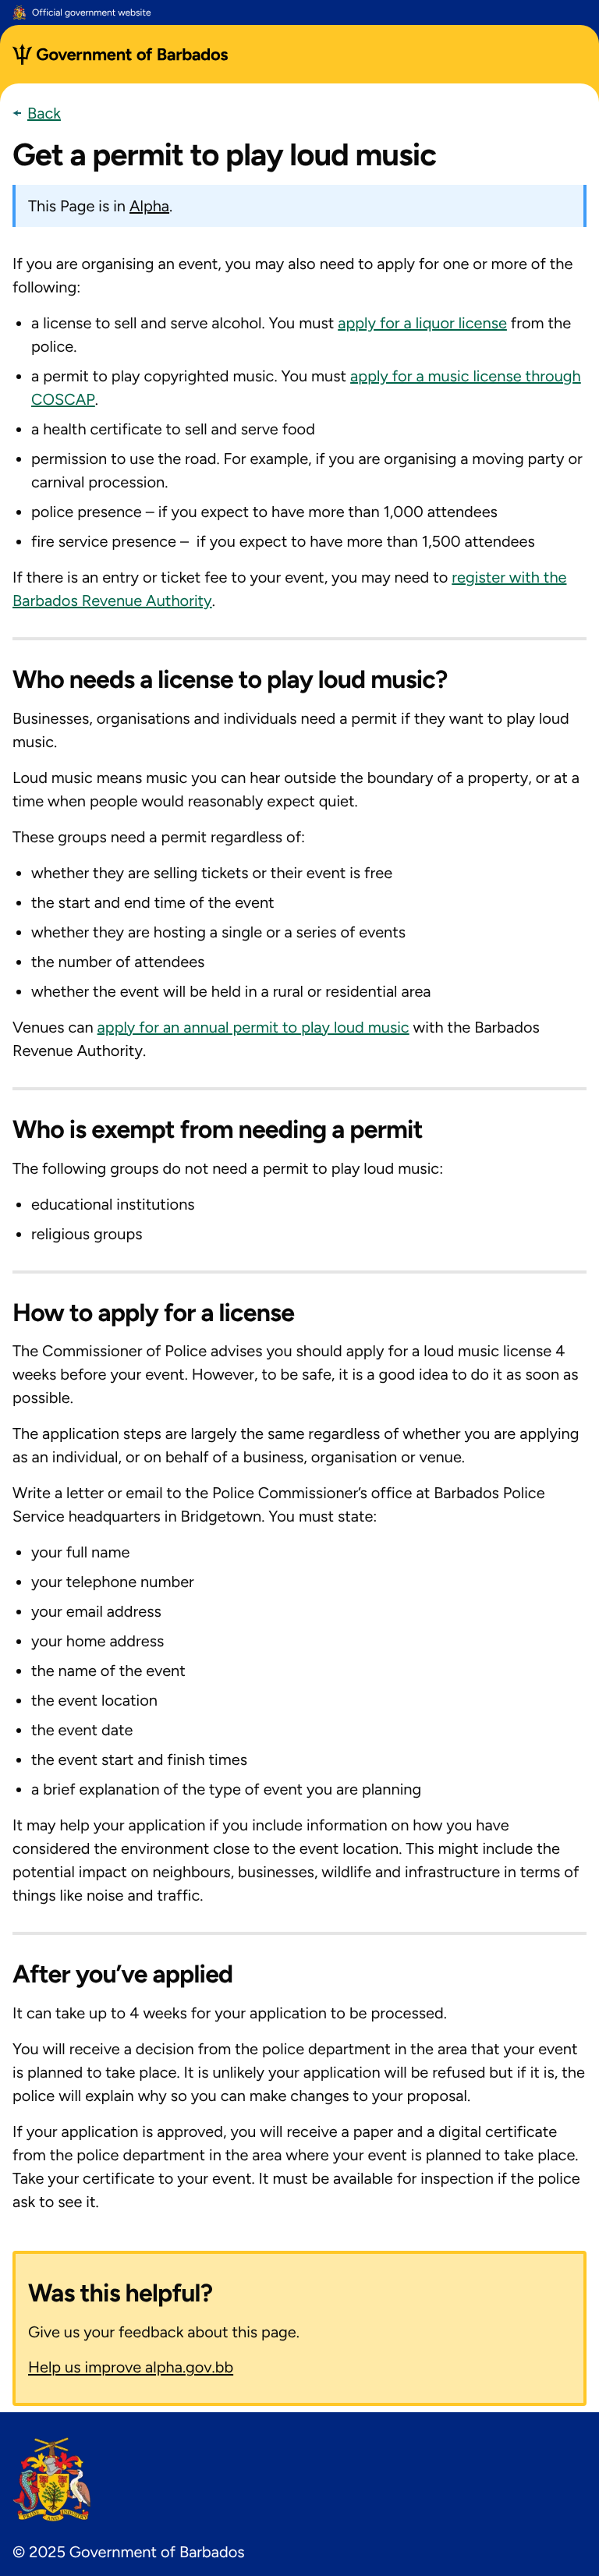 Official government website
Government of Barbados
Back
Get a permit to play loud music
This Page is in Alpha.
If you are organising an event, you may also need to apply for one or more of the
following:
• a license to sell and serve alcohol. You must apply for a liquor license from the
police.
• a permit to play copyrighted music. You must apply for a music license through
COSCAP.
• a health certificate to sell and serve food
• permission to use the road. For example, if you are organising a moving party or
carnival procession.
• police presence – if you expect to have more than 1,000 attendees
• fire service presence –  if you expect to have more than 1,500 attendees
If there is an entry or ticket fee to your event, you may need to register with the
Barbados Revenue Authority.
Who needs a license to play loud music?
Businesses, organisations and individuals need a permit if they want to play loud
music.
Loud music means music you can hear outside the boundary of a property, or at a
time when people would reasonably expect quiet.
These groups need a permit regardless of:
• whether they are selling tickets or their event is free
• the start and end time of the event
• whether they are hosting a single or a series of events
• the number of attendees
• whether the event will be held in a rural or residential area
Venues can apply for an annual permit to play loud music with the Barbados
Revenue Authority.
Who is exempt from needing a permit
The following groups do not need a permit to play loud music:
• educational institutions
• religious groups
How to apply for a license
The Commissioner of Police advises you should apply for a loud music license 4
weeks before your event. However, to be safe, it is a good idea to do it as soon as
possible.
The application steps are largely the same regardless of whether you are applying
as an individual, or on behalf of a business, organisation or venue.
Write a letter or email to the Police Commissioner’s office at Barbados Police
Service headquarters in Bridgetown. You must state:
• your full name
• your telephone number
• your email address
• your home address
• the name of the event
• the event location
• the event date
• the event start and finish times
• a brief explanation of the type of event you are planning
It may help your application if you include information on how you have
considered the environment close to the event location. This might include the
potential impact on neighbours, businesses, wildlife and infrastructure in terms of
things like noise and traffic.
After you’ve applied
It can take up to 4 weeks for your application to be processed.
You will receive a decision from the police department in the area that your event
is planned to take place. It is unlikely your application will be refused but if it is, the
police will explain why so you can make changes to your proposal.
If your application is approved, you will receive a paper and a digital certificate
from the police department in the area where your event is planned to take place.
Take your certificate to your event. It must be available for inspection if the police
ask to see it.
Was this helpful?
Give us your feedback about this page.
Help us improve alpha.gov.bb
PRIDE AND INDUSTRY
© 2025 Government of Barbados